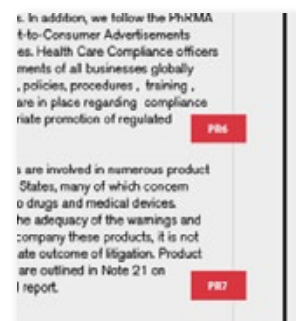 s. In addition, we follow the PhRMA
t-to-Consumer Advertisements
es. Health Care Compliance officers
ments of all businesses globally
, policies, procedures , training ,
are in place regarding compliance
riate promotion of regulated
PR6
s are involved in numerous product
States, many of which concern
o drugs and medical devices.
he adequacy of the warnings and
company these products, it is not
ate outcome of litigation. Product
are outlined in Note 21 on
l report.
PR7